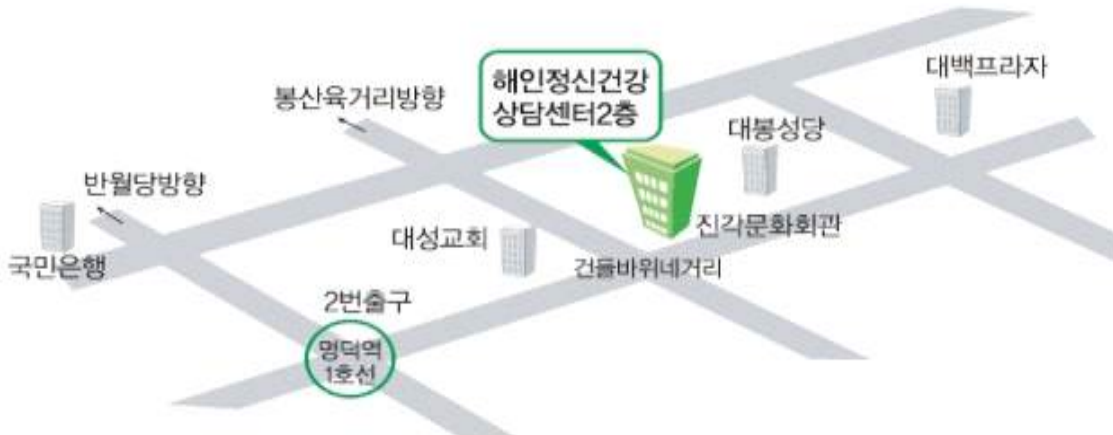 대백프라자
해인정신건강
상담센터2층
봉산육거리방향
대봉성당
반월당방향
대성교회
진각문화회관
국민은행
건들바위네거리
2번출구
명덕역
1호선